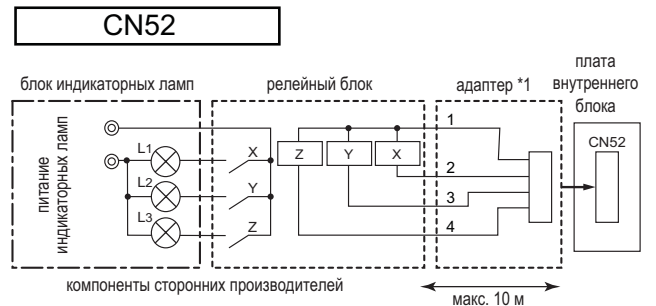 CN52
блок индикаторных ламп
релейный блок
адаптер *1
плата
внутреннего
блока
питание
индикаторных ламп
L1
L2
L3
X
Y
Z
Z
Y
X
1
2
3
4
CN52
компоненты сторонних производителей
макс. 10 м